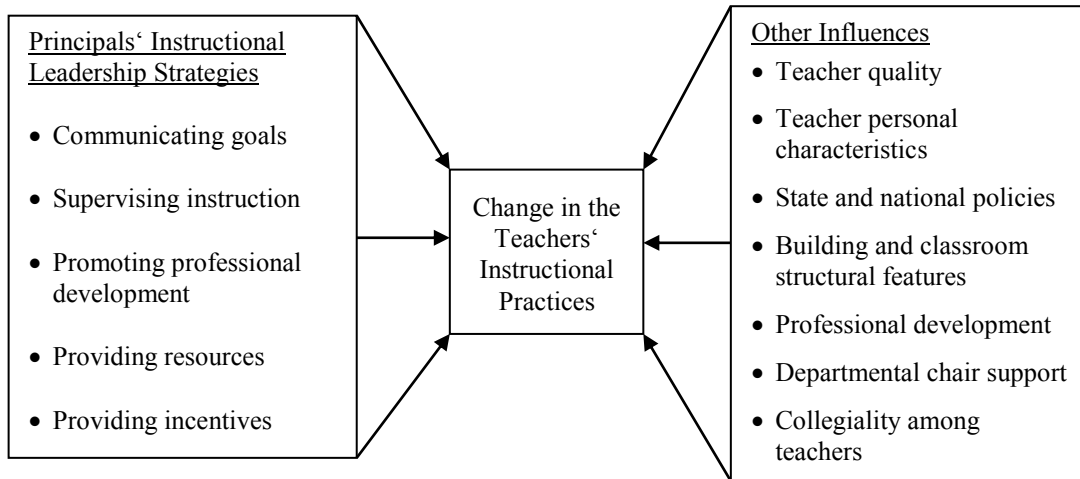 Principals‘ Instructional
Leadership Strategies
• Communicating goals
• Supervising instruction
• Promoting professional
development
• Providing resources
• Providing incentives
Change in the
Teachers‘
Instructional
Practices
Other Influences
• Teacher quality
• Teacher personal
characteristics
• State and national policies
• Building and classroom
structural features
• Professional development
• Departmental chair support
• Collegiality among
teachers